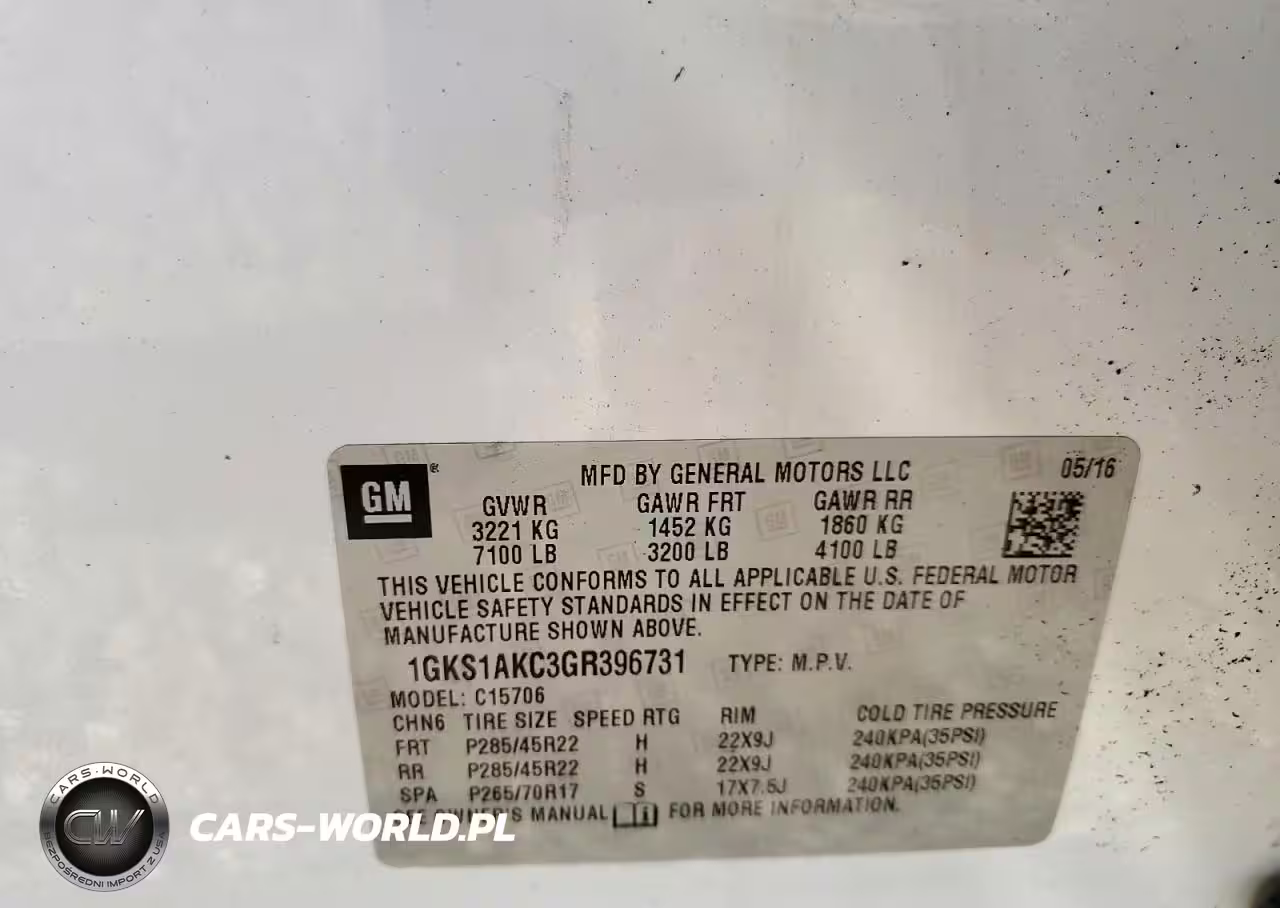 GM ®
MFD BY GENERAL MOTORS LLC 05/16
GVWR GAWR FRT GAWR RR
3221 KG 1452 KG 1860 KG
7100 LB 3200 LB 4100 LB
THIS VEHICLE CONFORMS TO ALL APPLICABLE U.S. FEDERAL MOTOR
VEHICLE SAFETY STANDARDS IN EFFECT ON THE DATE OF
MANUFACTURE SHOWN ABOVE.
1GKS1AKC3GR396731 TYPE: M.P.V.
MODEL: C15706
CHN6 TIRE SIZE SPEED RTG RIM COLD TIRE PRESSURE
FRT P285/45R22 H 22X9J 240KPA(35PSI)
RR P285/45R22 H 22X9J 240KPA(35PSI)
SPA P265/70R17 S 17X7.5J 240KPA(35PSI)
SEE OWNER'S MANUAL FOR MORE INFORMATION.
CARS-WORLD
CW
BEZPOŚREDNI IMPORT Z USA
CARS-WORLD.PL